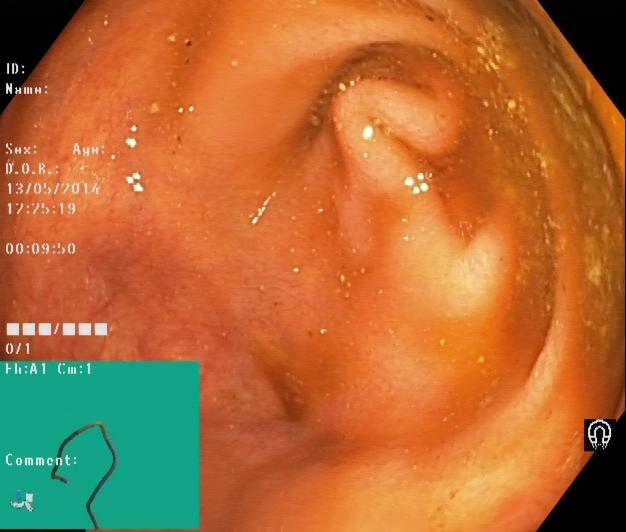 ID:
Name:
Sex: Age:
D.O.B.:
13/05/2014
12:25:19
00:09:50
/
0/1
Eh:A1 Cm:1
Comment: